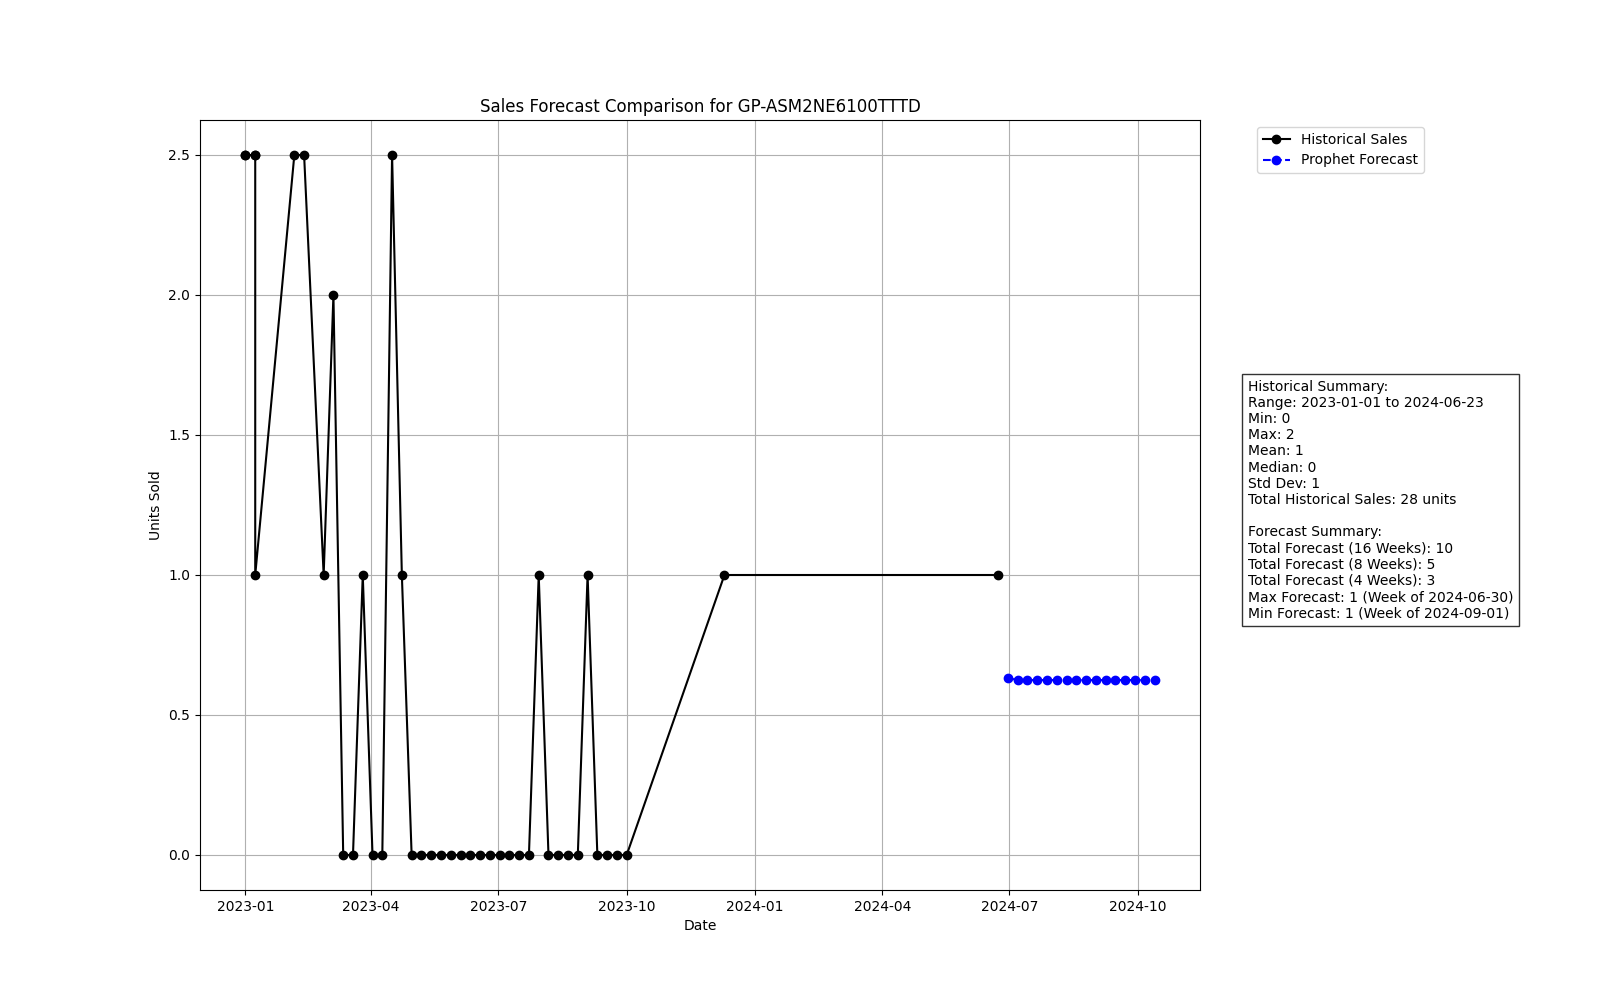 Sales Forecast Comparison for GP-ASM2NE6100TTTD
Historical Sales
Prophet Forecast
2.5
2.0
1.5
1.0
0.5
0.0
Units Sold
2023-01
2023-04
2023-07
2023-10
2024-01
2024-04
2024-07
2024-10
Date
Historical Summary:
Range: 2023-01-01 to 2024-06-23
Min: 0
Max: 2
Mean: 1
Median: 0
Std Dev: 1
Total Historical Sales: 28 units
Forecast Summary:
Total Forecast (16 Weeks): 10
Total Forecast (8 Weeks): 5
Total Forecast (4 Weeks): 3
Max Forecast: 1 (Week of 2024-06-30)
Min Forecast: 1 (Week of 2024-09-01)